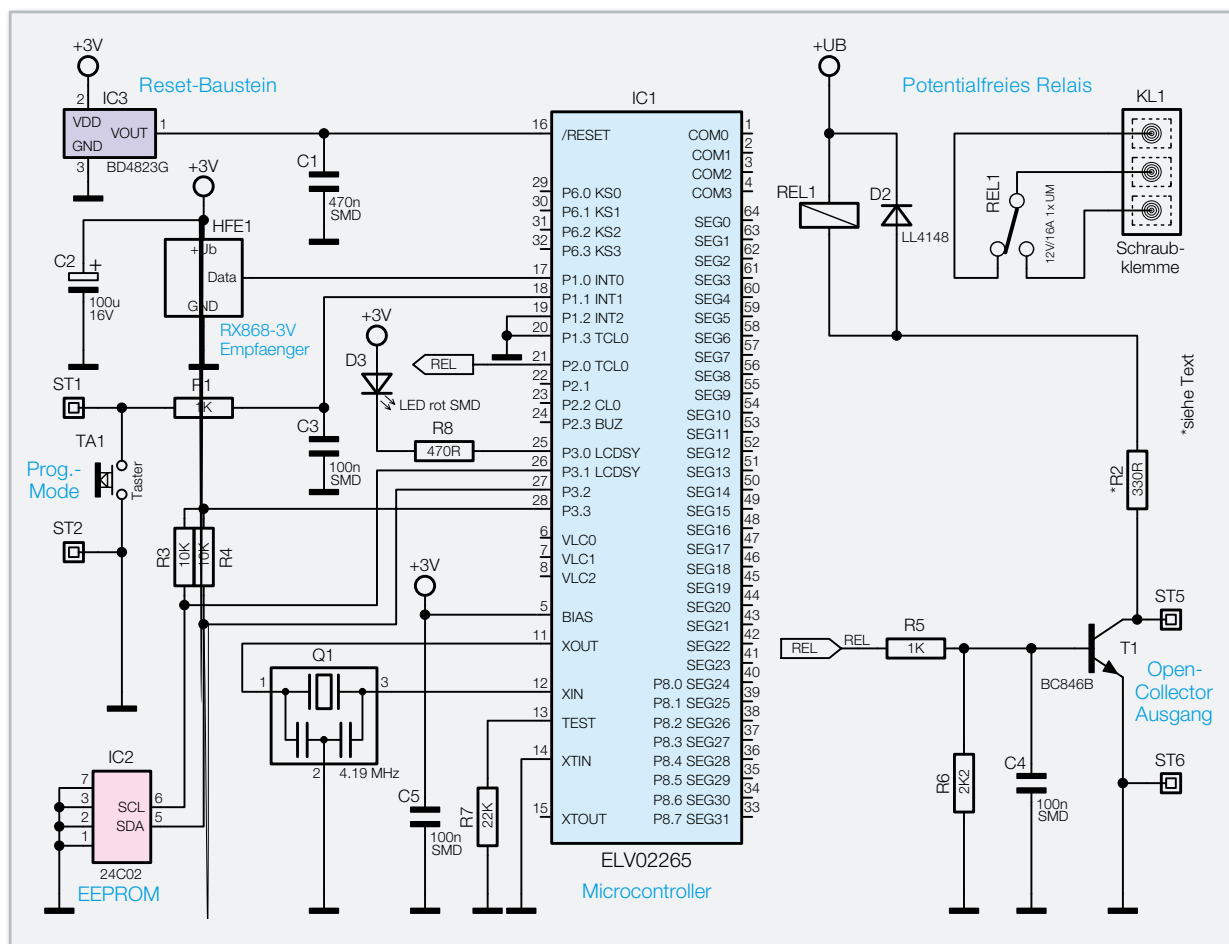 +3V
Reset-Baustein
2
IC3
VDD
VOUT
1
GND
BD4823G
3
+3V
C1
470n
SMD
HFE1
+Ub
Data
GND
C2
+
100u
16V
RX868-3V
Empfaenger
ST1
R1
1K
TA1
Taster
Prog.-
Mode
ST2
C3
100n
SMD
+3V
D3
LED rot SMD
R8
470R
REL
R3
10K
10K
R4
+3V
Q1
1
3
2
4.19 MHz
C5
100n
SMD
R7
22K
IC2
7
3
2
1
SCL
6
SDA
5
24C02
EEPROM
IC1
16 /RESET
29 P6.0 KS0
30 P6.1 KS1
31 P6.2 KS2
32 P6.3 KS3
17 P1.0 INT0
18 P1.1 INT1
19 P1.2 INT2
20 P1.3 TCL0
21 P2.0 TCL0
22 P2.1
23 P2.2 CL0
24 P2.3 BUZ
25 P3.0 LCDSY
26 P3.1 LCDSY
27 P3.2
28 P3.3
6 VLC0
7 VLC1
8 VLC2
5 BIAS
11 XOUT
12 XIN
13 TEST
14 XTIN
15 XTOUT
COM0 1
COM1 2
COM2 3
COM3 4
SEG0 64
SEG1 63
SEG2 62
SEG3 61
SEG4 60
SEG5 59
SEG6 58
SEG7 57
SEG8 56
SEG9 55
SEG10 54
SEG11 53
SEG12 52
SEG13 51
SEG14 50
SEG15 49
SEG16 48
SEG17 47
SEG18 46
SEG19 45
SEG20 44
SEG21 43
SEG22 42
SEG23 41
P8.0 SEG24 40
P8.1 SEG25 39
P8.2 SEG26 38
P8.3 SEG27 37
P8.4 SEG28 36
P8.5 SEG29 35
P8.6 SEG30 34
P8.7 SEG31 33
ELV02265
Microcontroller
+UB
Potentialfreies Relais
REL1
D2
LL4148
REL1
12V/16A 1x UM
KL1
Schraub-
klemme
*siehe Text
*R2
330R
ST5
REL
REL
R5
1K
T1
BC846B
Open-
Collector
Ausgang
R6
2K2
C4
100n
SMD
ST6